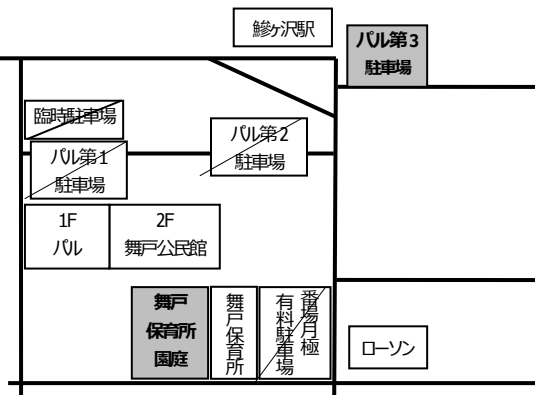 鰺ヶ沢駅
パル第3
駐車場
臨時駐車場
パル第1
駐車場
パル第2
駐車場
1F
パル
2F
舞戸公民館
舞戸
保育所
園庭
舞戸保育所
番場月極
有料駐車場
ローソン